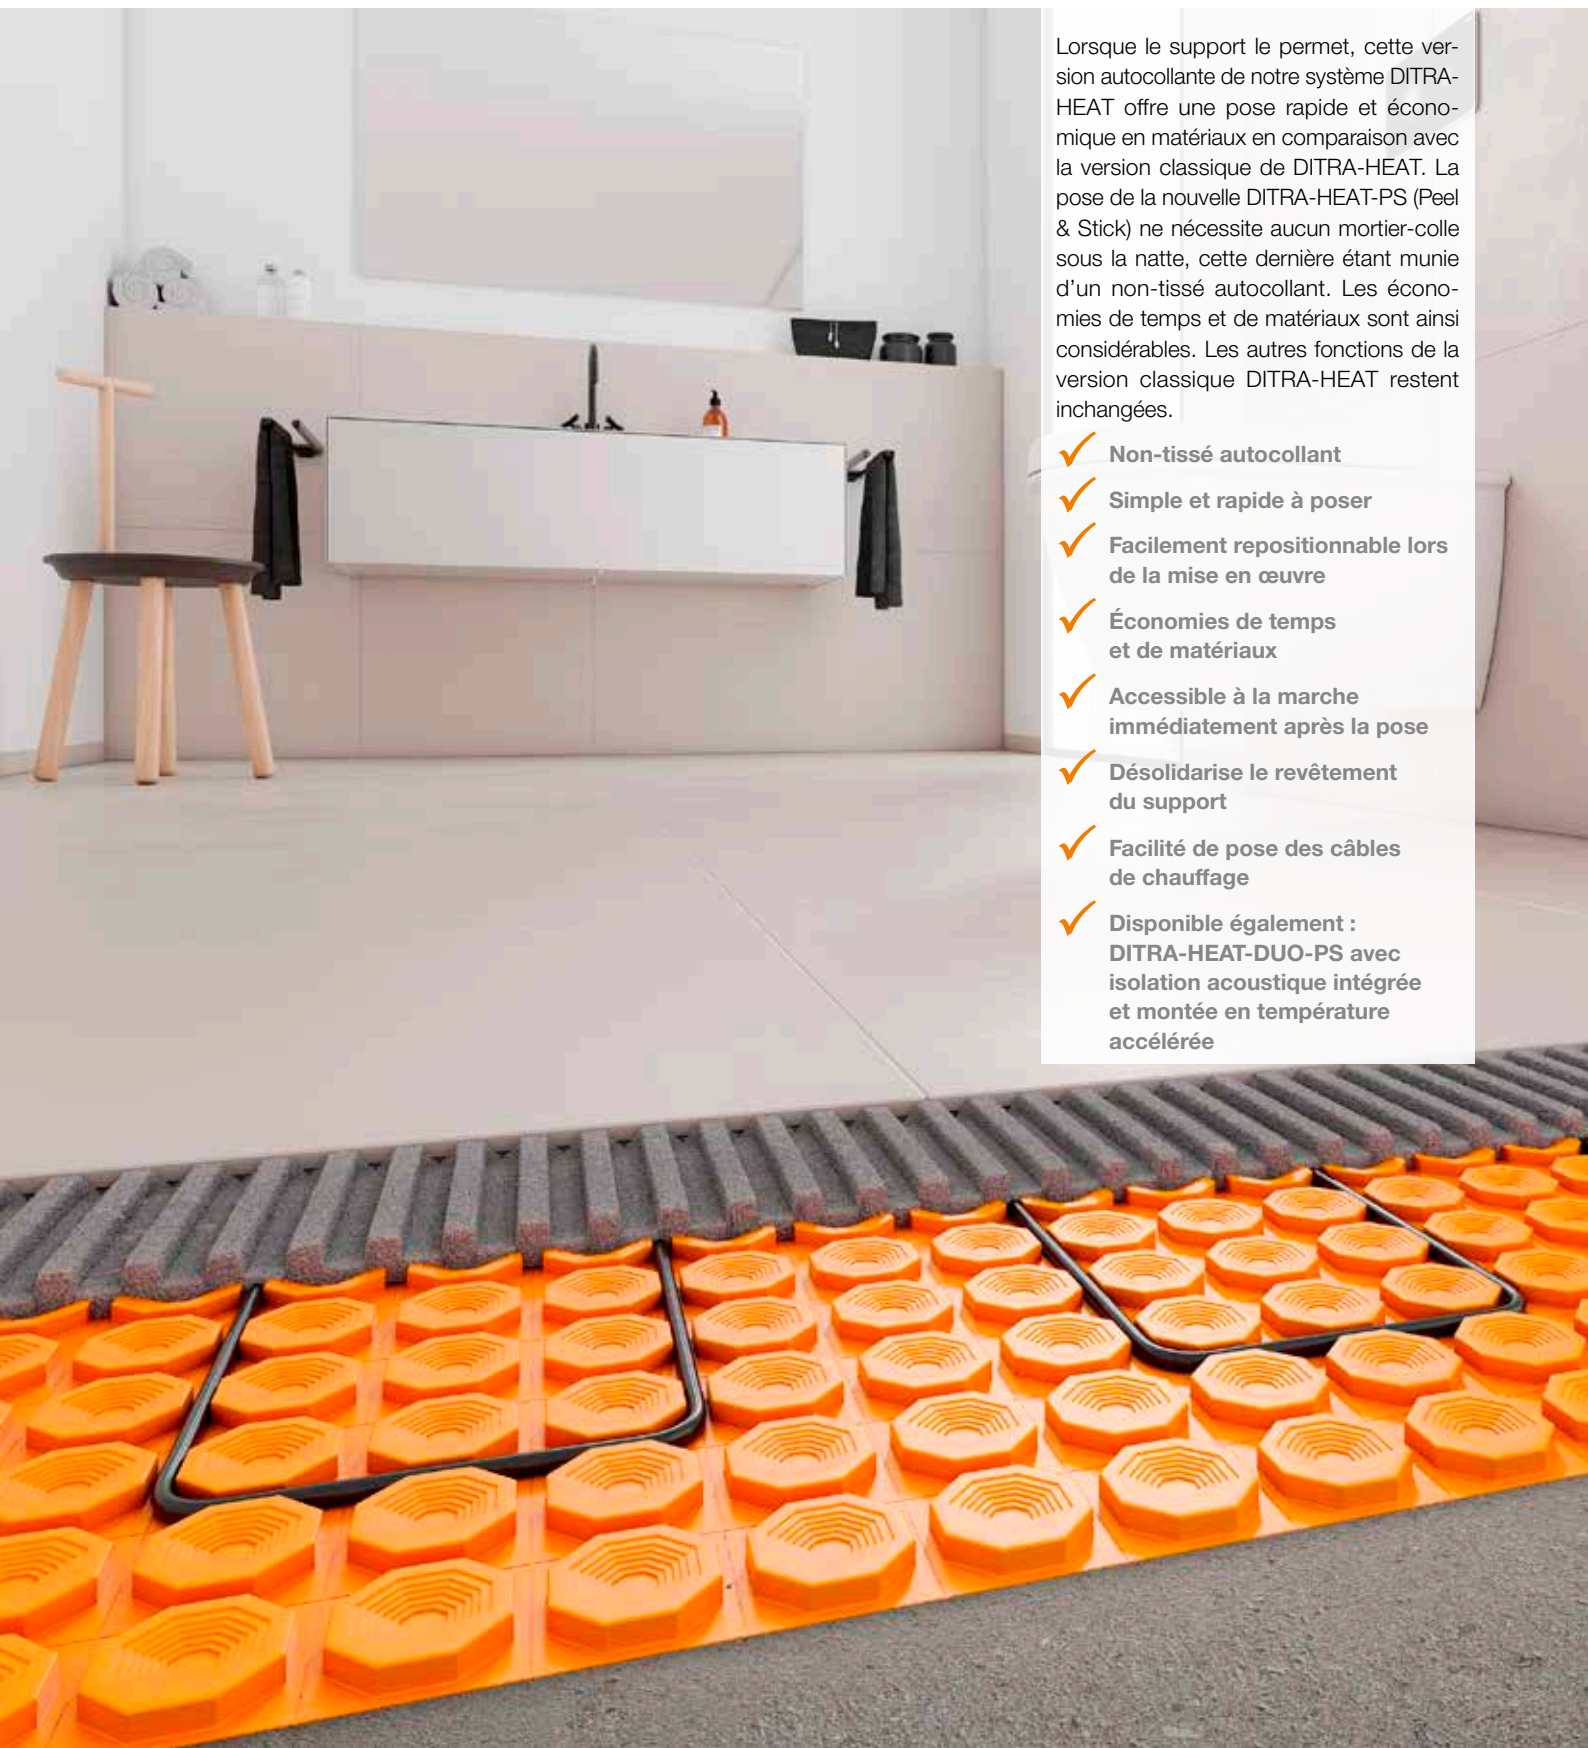 Lorsque le support le permet, cette ver-
sion autocollante de notre système DITRA-
HEAT offre une pose rapide et écono-
mique en matériaux en comparaison avec
la version classique de DITRA-HEAT. La
pose de la nouvelle DITRA-HEAT-PS (Peel
& Stick) ne nécessite aucun mortier-colle
sous la natte, cette dernière étant munie
d’un non-tissé autocollant. Les écono-
mies de temps et de matériaux sont ainsi
considérables. Les autres fonctions de la
version classique DITRA-HEAT restent
inchangées.
Non-tissé autocollant
Simple et rapide à poser
Facilement repositionnable lors
de la mise en œuvre
Économies de temps
et de matériaux
Accessible à la marche
immédiatement après la pose
Désolidarise le revêtement
du support
Facilité de pose des câbles
de chauffage
Disponible également :
DITRA-HEAT-DUO-PS avec
isolation acoustique intégrée
et montée en température
accélérée